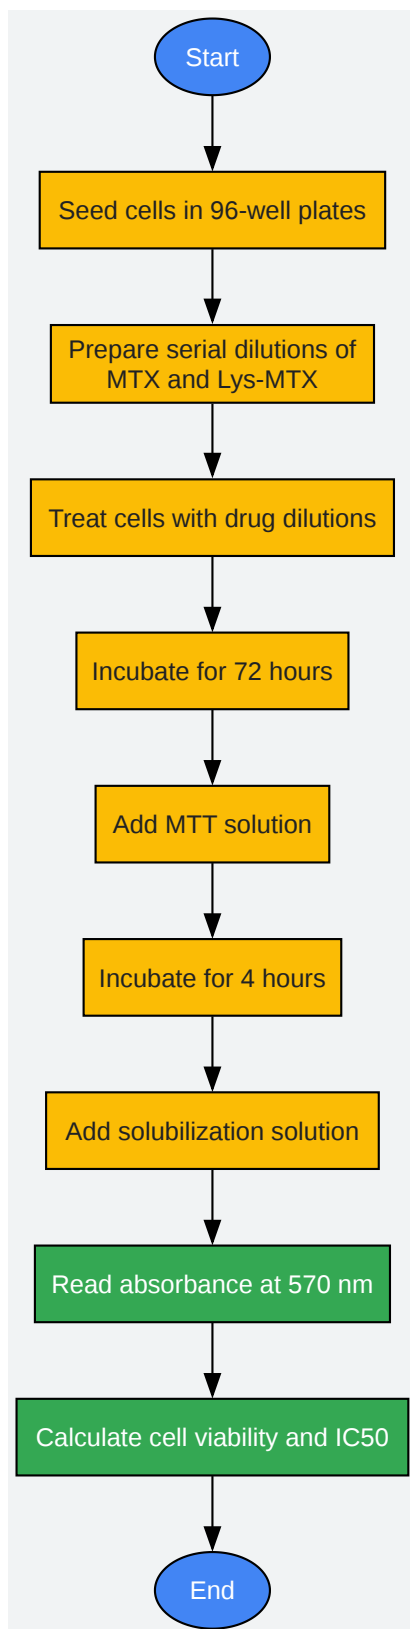 Start
Seed cells in 96-well plates
Prepare serial dilutions of
MTX and Lys-MTX
Treat cells with drug dilutions
Incubate for 72 hours
Add MTT solution
Incubate for 4 hours
Add solubilization solution
Read absorbance at 570 nm
Calculate cell viability and IC50
End